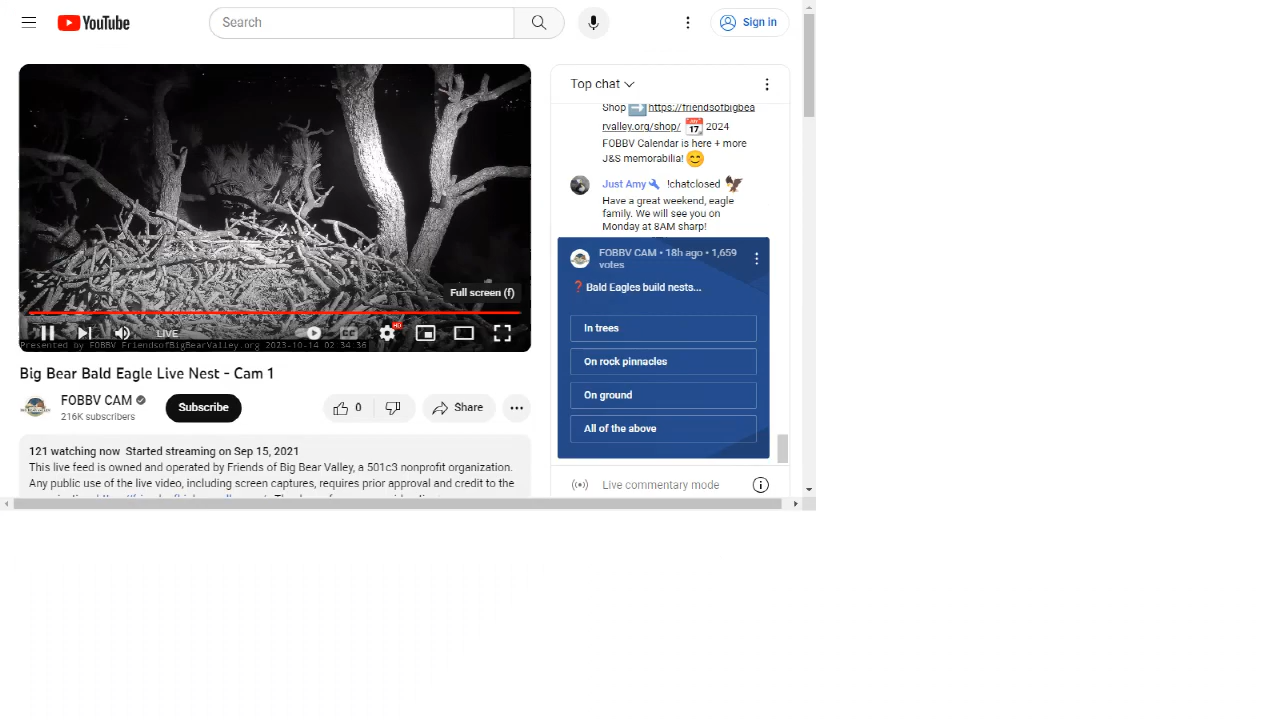 YouTube
Search
Sign in
Top chat
Shop https://friendsofbigbea
rvalley.org/shop/ 2024
FOBBV Calendar is here + more
J&S memorabilia!
Just Amy !chatclosed
Have a great weekend, eagle
family. We will see you on
Monday at 8AM sharp!
FOBBV CAM • 18h ago • 1,659
votes
Bald Eagles build nests...
In trees
On rock pinnacles
On ground
All of the above
Live commentary mode
Full screen (f)
LIVE
HD
Presented by FOBBV FriendsofBigBearValley.org 2023-10-14 02:34:36
Big Bear Bald Eagle Live Nest - Cam 1
FOBBV CAM
216K subscribers
Subscribe
0
Share
121 watching now Started streaming on Sep 15, 2021
This live feed is owned and operated by Friends of Big Bear Valley, a 501c3 nonprofit organization.
Any public use of the live video, including screen captures, requires prior approval and credit to the